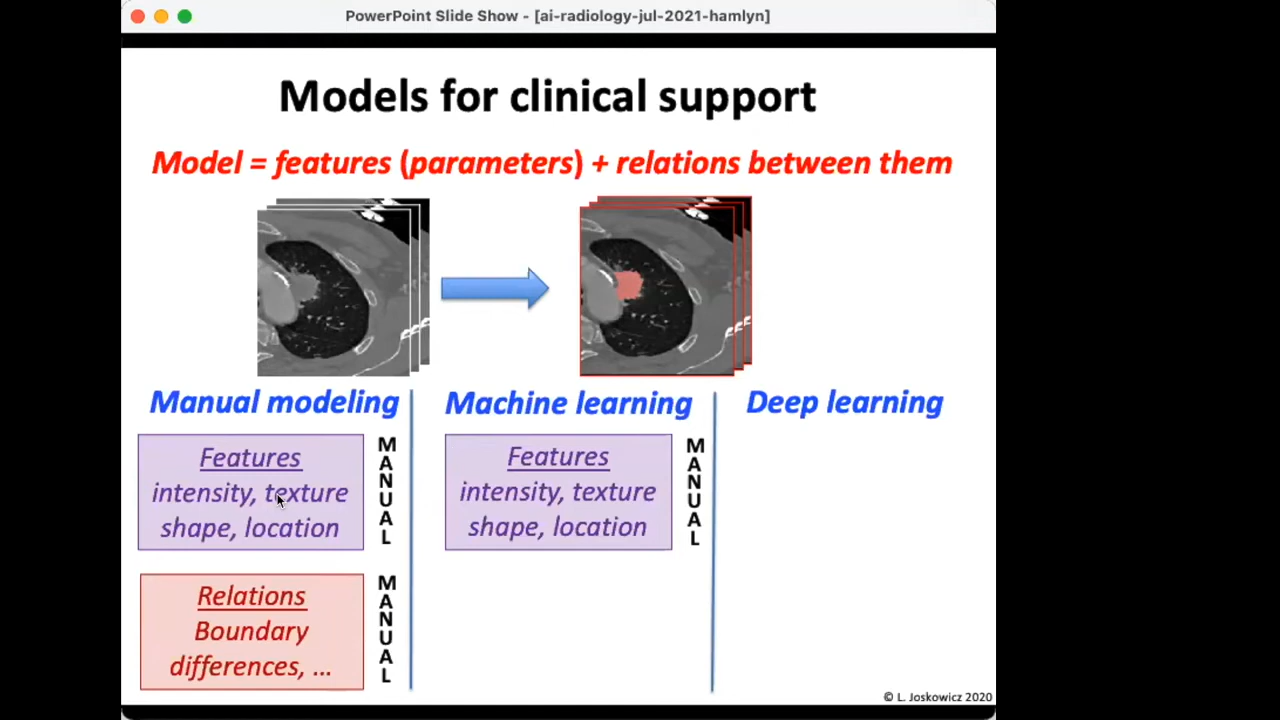 PowerPoint Slide Show - [ai-radiology-jul-2021-hamlyn]
Models for clinical support
Model = features (parameters) + relations between them
Manual modeling
Features
intensity, texture
shape, location
MANUAL
Relations
Boundary
differences, ...
MANUAL
Machine learning
Features
intensity, texture
shape, location
MANUAL
Deep learning
© L. Joskowicz 2020